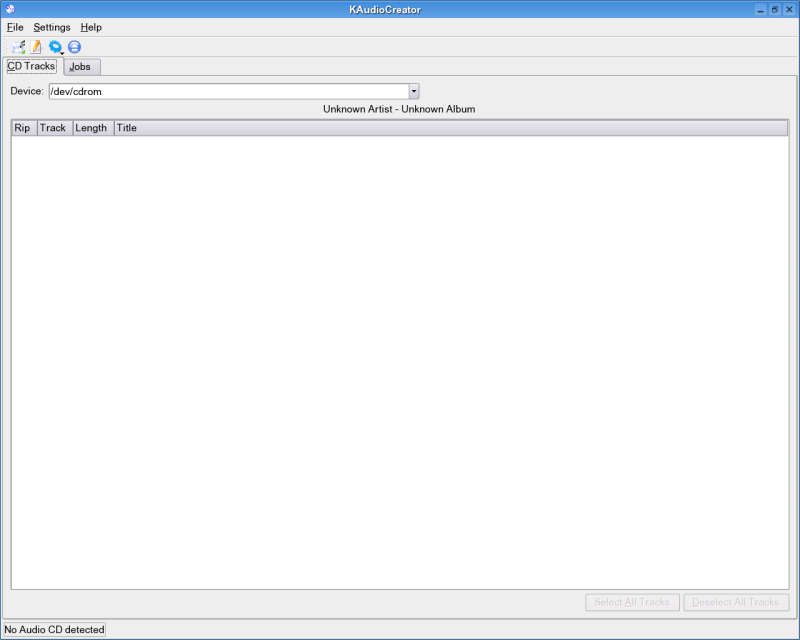 KAudioCreator
File Settings Help
CD Tracks Jobs
Device: /dev/cdrom
Unknown Artist - Unknown Album
Rip Track Length Title
Select All Tracks Deselect All Tracks
No Audio CD detected